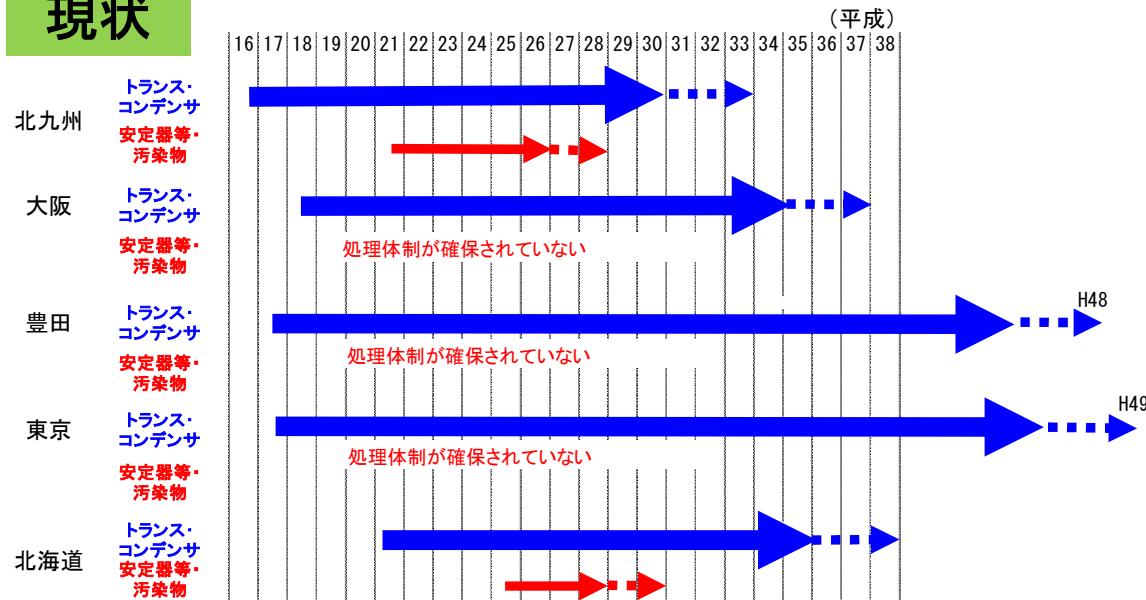 現状
(平成)
16 17 18 19 20 21 22 23 24 25 26 27 28 29 30 31 32 33 34 35 36 37 38
北九州
トランス・
コンデンサ
安定器等・
汚染物
大阪
トランス・
コンデンサ
安定器等・
汚染物
処理体制が確保されていない
豊田
トランス・
コンデンサ
H48
安定器等・
汚染物
処理体制が確保されていない
東京
トランス・
コンデンサ
H49
安定器等・
汚染物
処理体制が確保されていない
北海道
トランス・
コンデンサ
安定器等・
汚染物